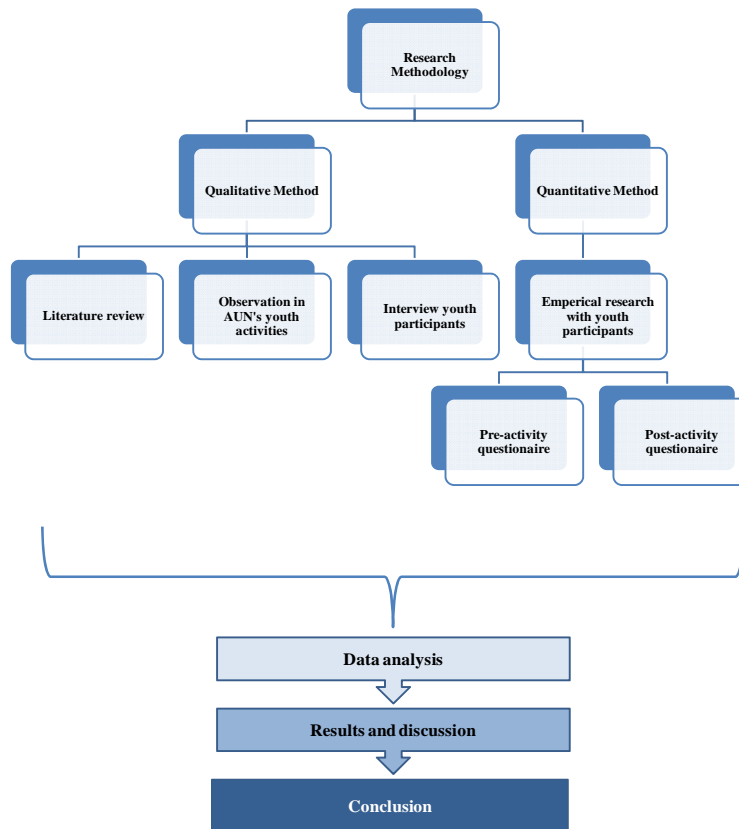 Research
Methodology
Qualitative Method
Quantitative Method
Literature review
Observation in
AUN's youth
activities
Interview youth
participants
Emperical research
with youth
participants
Pre-activity
questionaire
Post-activity
questionaire
Data analysis
Results and discussion
Conclusion